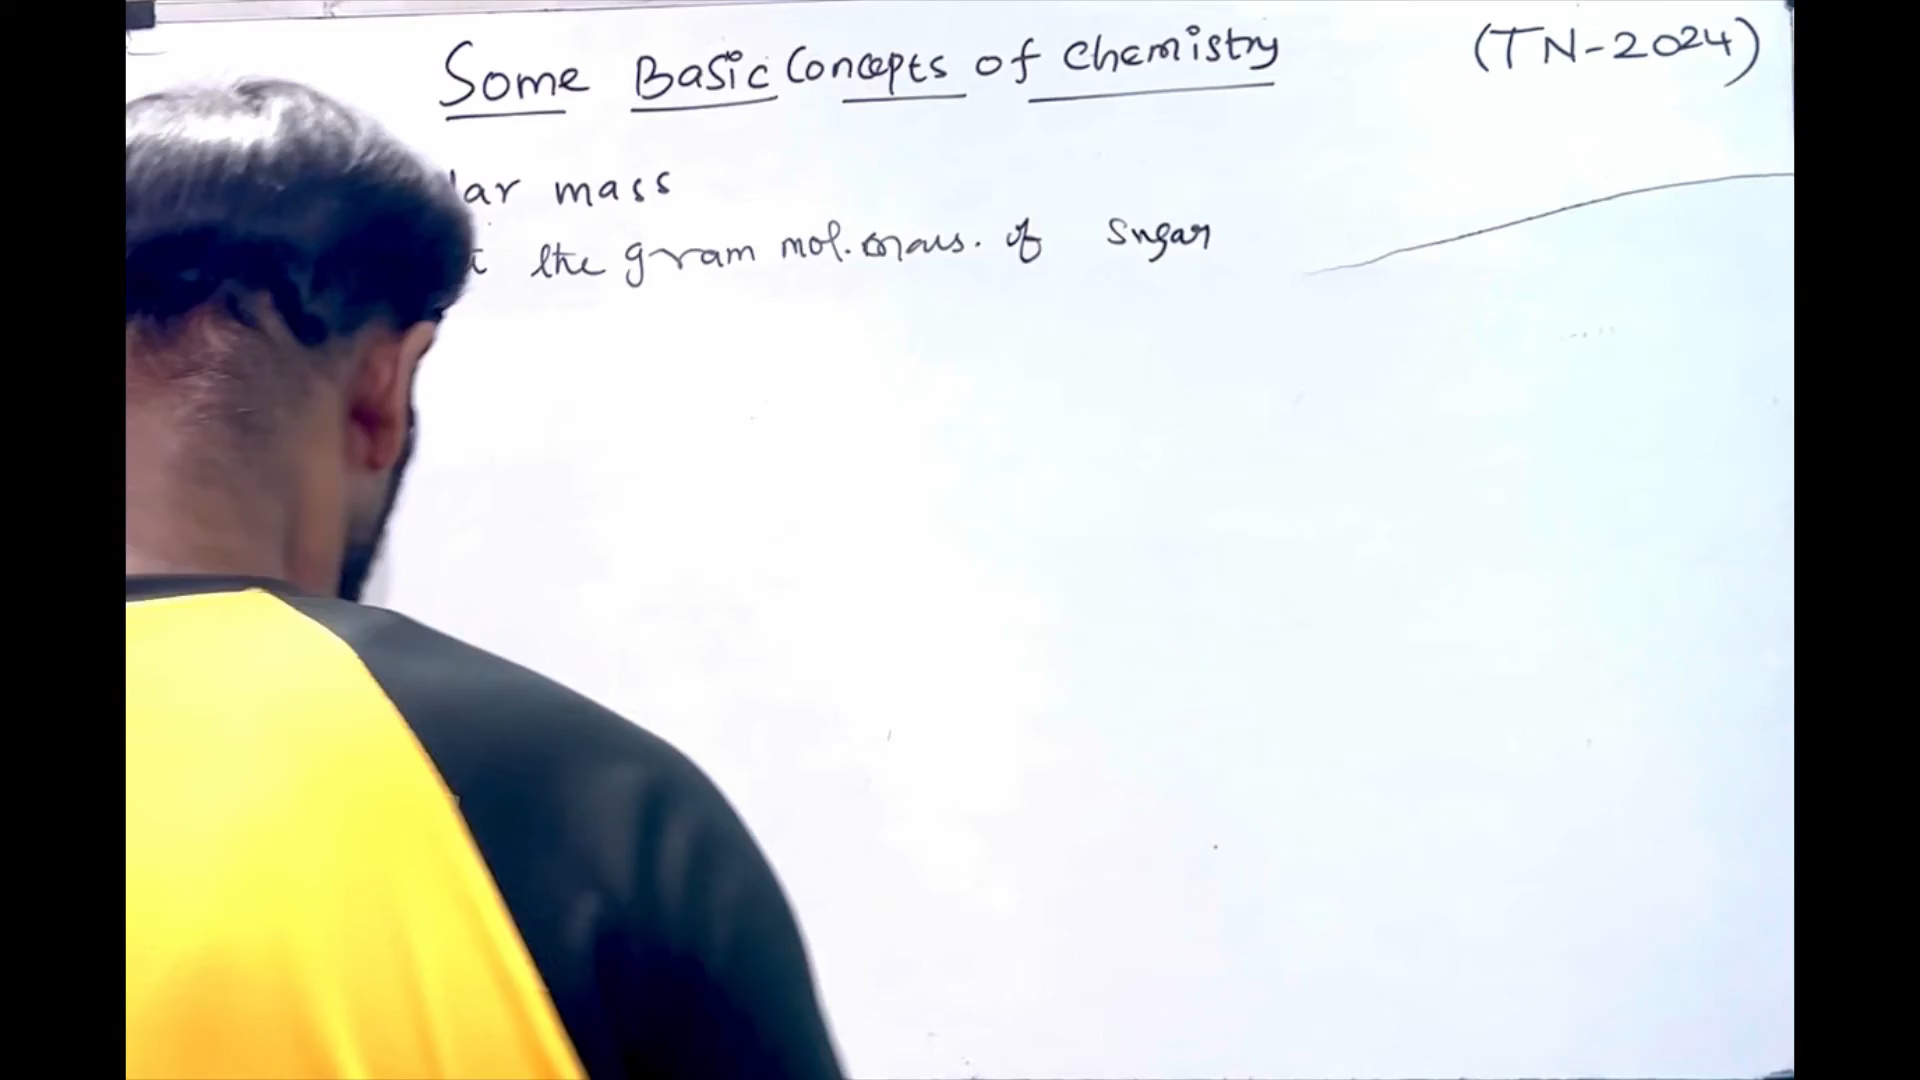 Some Basic Concepts of Chemistry (TN-2024)
lar mass
the gram mol. mass. of Sugar